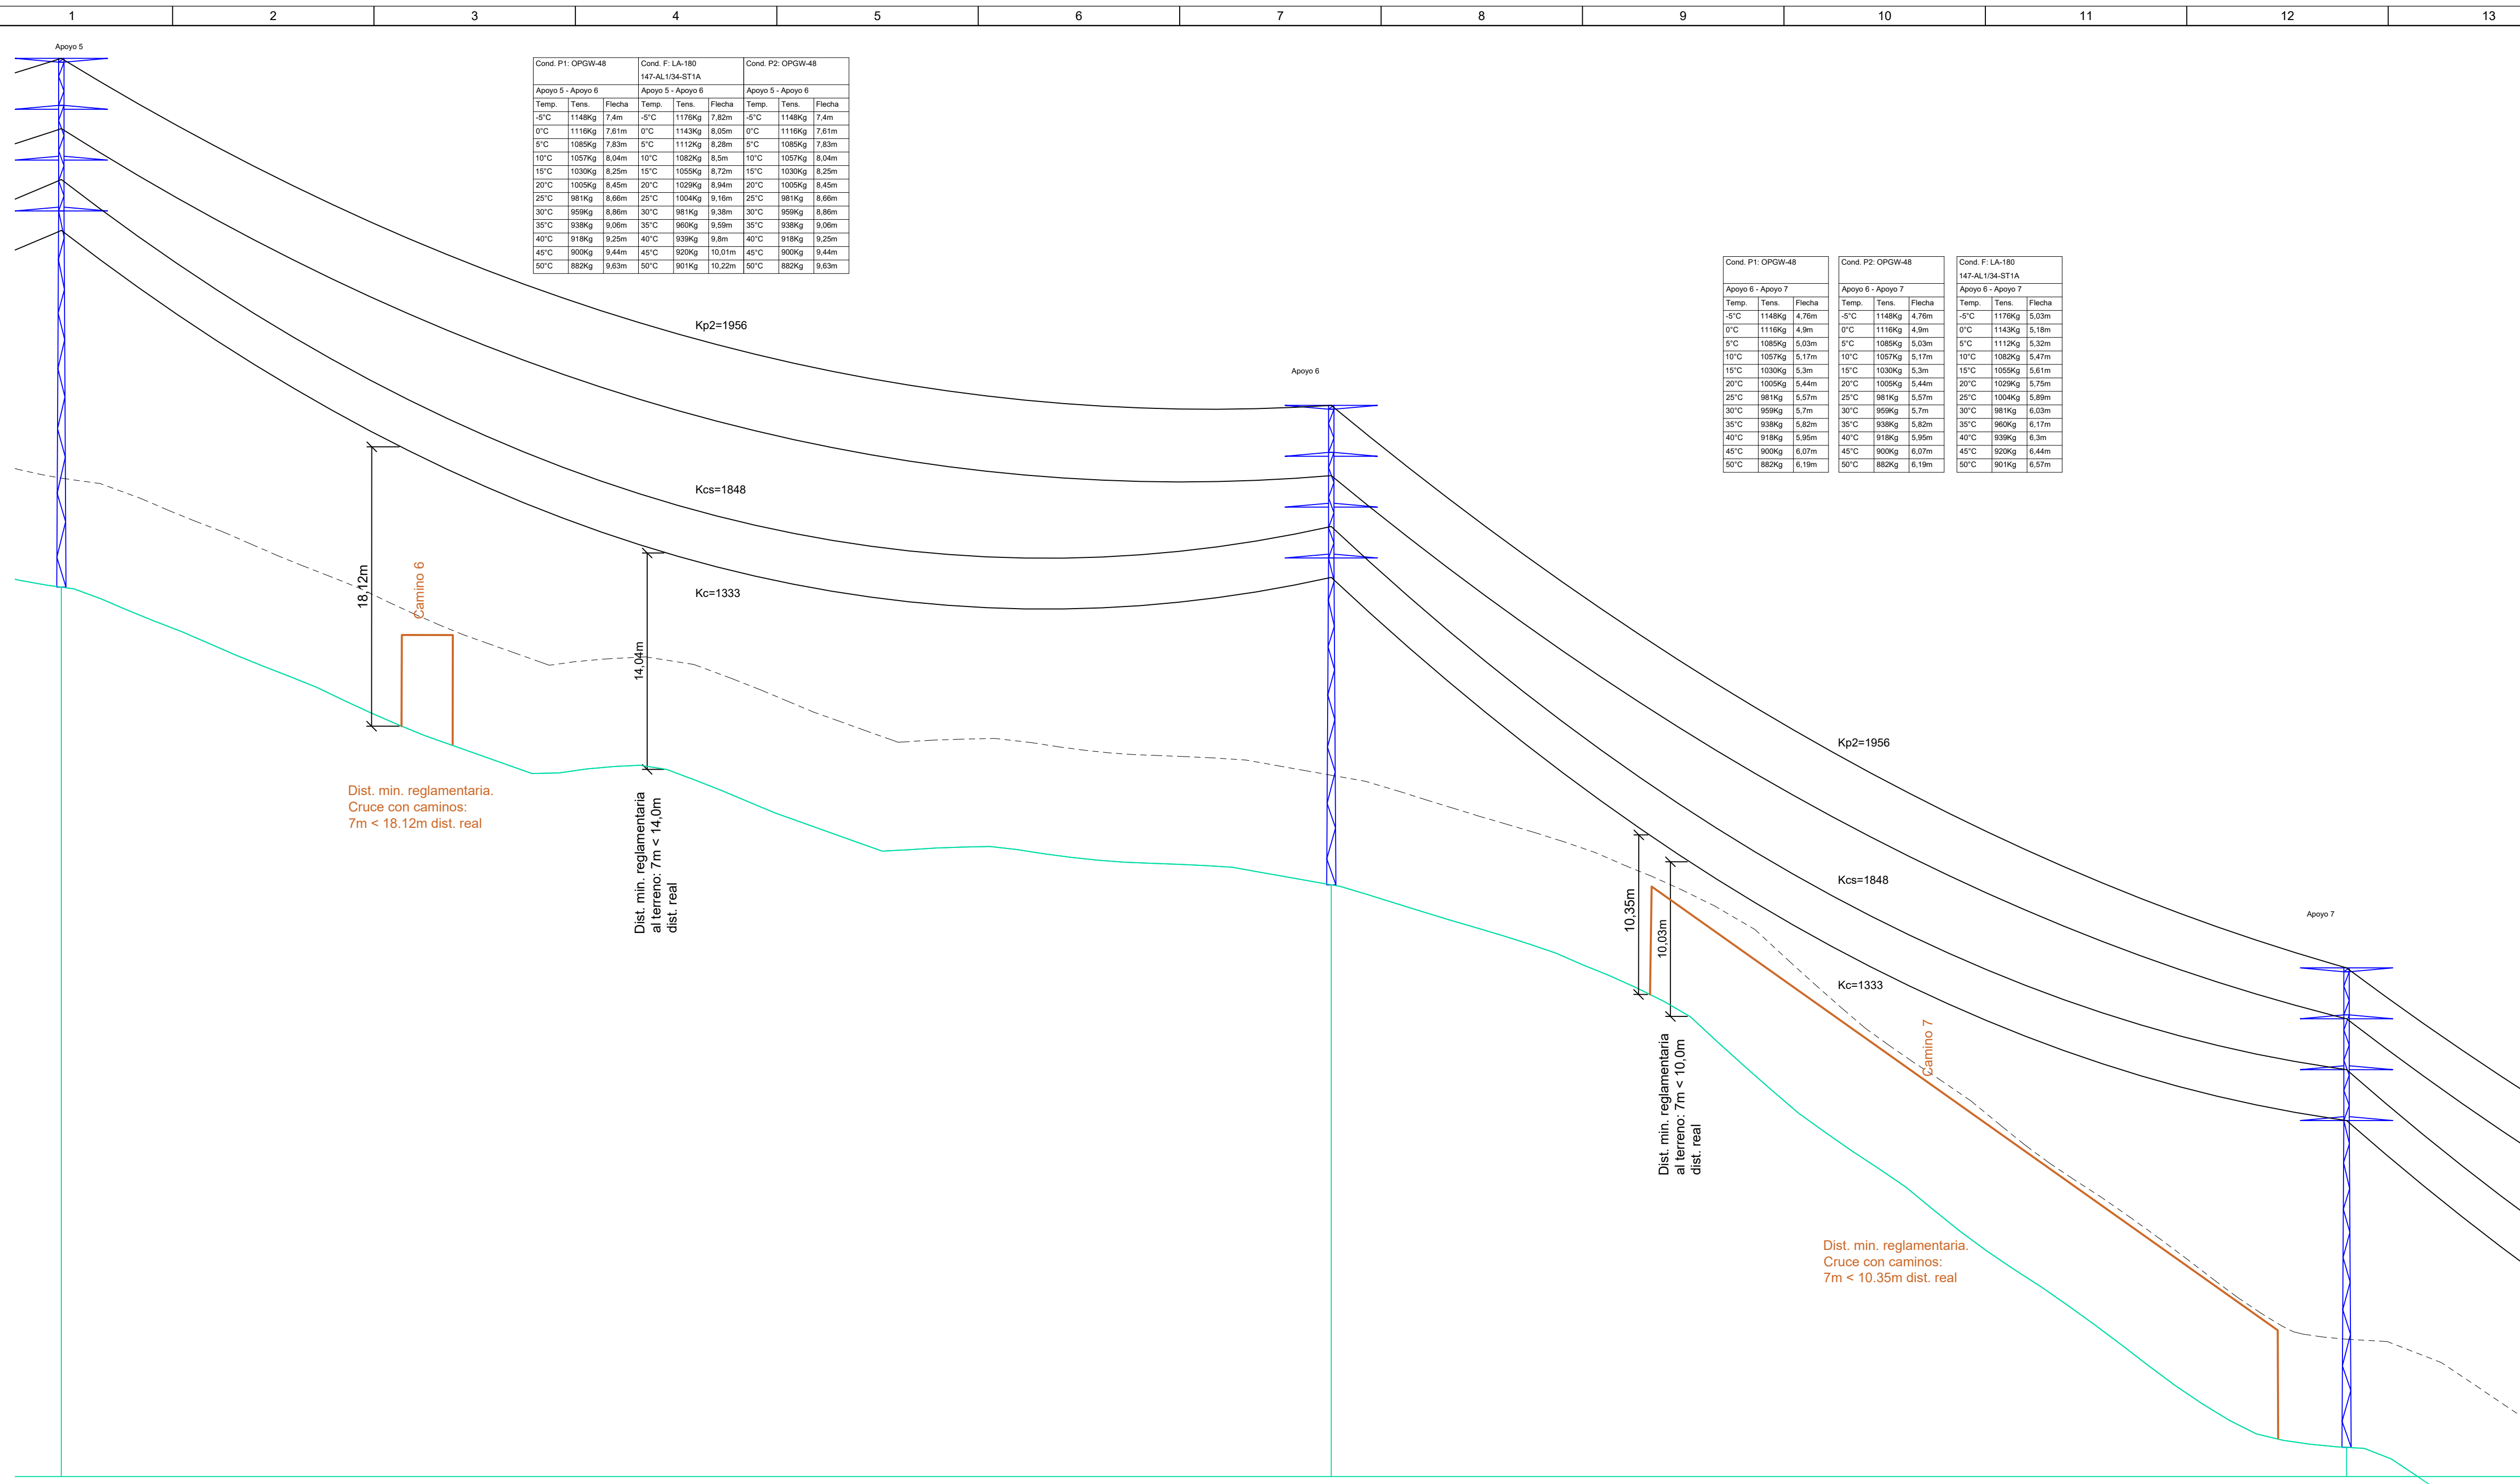 1 2 3 4 5 6 7 8 9 10 11 12 13
Apoyo 5
Cond. P1: OPGW-48 Cond. F: LA-180 Cond. P2: OPGW-48
147-AL1/34-ST1A
Apoyo 5 - Apoyo 6 Apoyo 5 - Apoyo 6 Apoyo 5 - Apoyo 6
Temp. Tens. Flecha Temp. Tens. Flecha Temp. Tens. Flecha
-5°C 1148Kg 7,4m -5°C 1176Kg 7,82m -5°C 1148Kg 7,4m
0°C 1116Kg 7,61m 0°C 1143Kg 8,05m 0°C 1116Kg 7,61m
5°C 1085Kg 7,83m 5°C 1112Kg 8,28m 5°C 1085Kg 7,83m
10°C 1057Kg 8,04m 10°C 1082Kg 8,5m 10°C 1057Kg 8,04m
15°C 1030Kg 8,25m 15°C 1055Kg 8,72m 15°C 1030Kg 8,25m
20°C 1005Kg 8,45m 20°C 1029Kg 8,94m 20°C 1005Kg 8,45m
25°C 981Kg 8,66m 25°C 1004Kg 9,16m 25°C 981Kg 8,66m
30°C 959Kg 8,86m 30°C 981Kg 9,38m 30°C 959Kg 8,86m
35°C 938Kg 9,06m 35°C 960Kg 9,59m 35°C 938Kg 9,06m
40°C 918Kg 9,25m 40°C 939Kg 9,8m 40°C 918Kg 9,25m
45°C 900Kg 9,44m 45°C 920Kg 10,01m 45°C 900Kg 9,44m
50°C 882Kg 9,63m 50°C 901Kg 10,22m 50°C 882Kg 9,63m
Cond. P1: OPGW-48 Cond. P2: OPGW-48 Cond. F: LA-180
147-AL1/34-ST1A
Apoyo 6 - Apoyo 7 Apoyo 6 - Apoyo 7 Apoyo 6 - Apoyo 7
Temp. Tens. Flecha Temp. Tens. Flecha Temp. Tens. Flecha
-5°C 1148Kg 4,76m -5°C 1148Kg 4,76m -5°C 1176Kg 5,03m
0°C 1116Kg 4,9m 0°C 1116Kg 4,9m 0°C 1143Kg 5,18m
5°C 1085Kg 5,03m 5°C 1085Kg 5,03m 5°C 1112Kg 5,32m
10°C 1057Kg 5,17m 10°C 1057Kg 5,17m 10°C 1082Kg 5,47m
15°C 1030Kg 5,3m 15°C 1030Kg 5,3m 15°C 1055Kg 5,61m
20°C 1005Kg 5,44m 20°C 1005Kg 5,44m 20°C 1029Kg 5,75m
25°C 981Kg 5,57m 25°C 981Kg 5,57m 25°C 1004Kg 5,89m
30°C 959Kg 5,7m 30°C 959Kg 5,7m 30°C 981Kg 6,03m
35°C 938Kg 5,82m 35°C 938Kg 5,82m 35°C 960Kg 6,17m
40°C 918Kg 5,95m 40°C 918Kg 5,95m 40°C 939Kg 6,3m
45°C 900Kg 6,07m 45°C 900Kg 6,07m 45°C 920Kg 6,44m
50°C 882Kg 6,19m 50°C 882Kg 6,19m 50°C 901Kg 6,57m
Kp2=1956
Apoyo 6
Kcs=1848
Kc=1333
18,12m
Camino 6
14,04m
Dist. min. reglamentaria.
Cruce con caminos:
7m < 18.12m dist. real
Dist. min. reglamentaria
al terreno: 7m < 14,0m
dist. real
Kp2=1956
Kcs=1848
Apoyo 7
10,35m
10,03m
Kc=1333
Camino 7
Dist. min. reglamentaria
al terreno: 7m < 10,0m
dist. real
Dist. min. reglamentaria.
Cruce con caminos:
7m < 10.35m dist. real